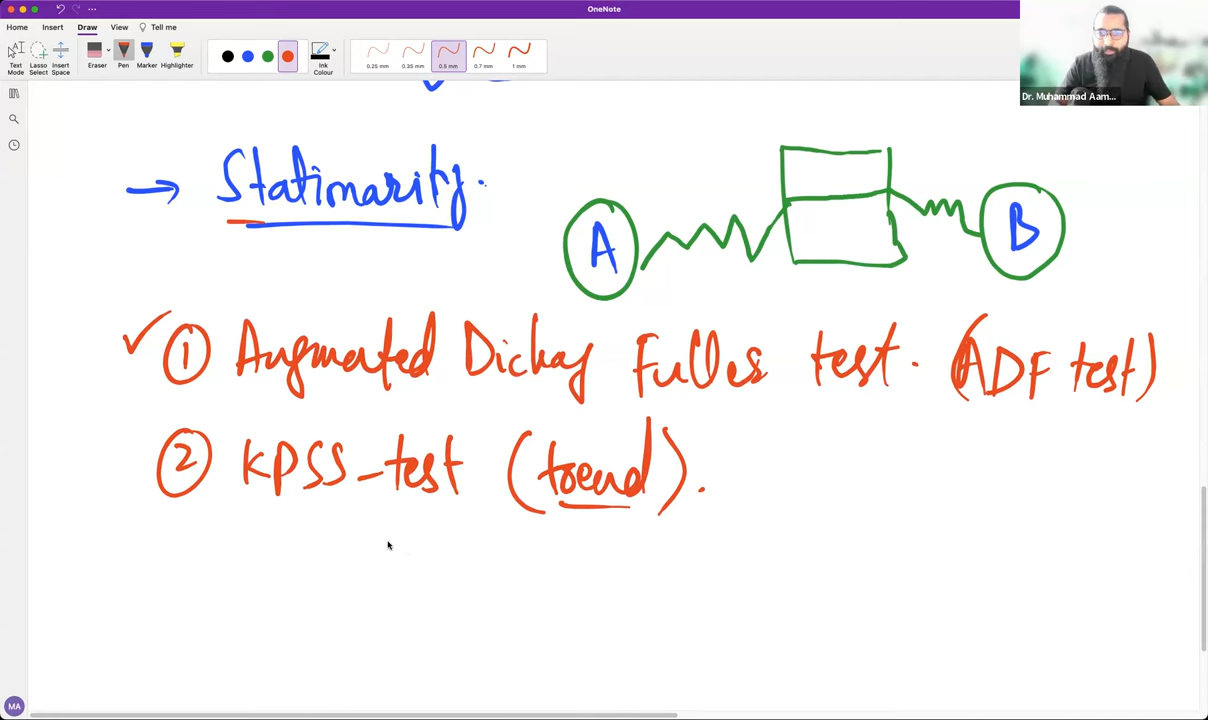 OneNote
Home Insert Draw View Tell me
Text Mode
Lasso Select
Insert Space
Eraser
Pen
Marker
Highlighter
Ink Colour
0.25 mm
0.35 mm
0.5 mm
0.7 mm
1 mm
Dr. Muhammad Aam...
→ Stationarity.
A
B
✓ ① Augmented Dickey Fuller test. (ADF test)
② KPSS-test (trend).
MA